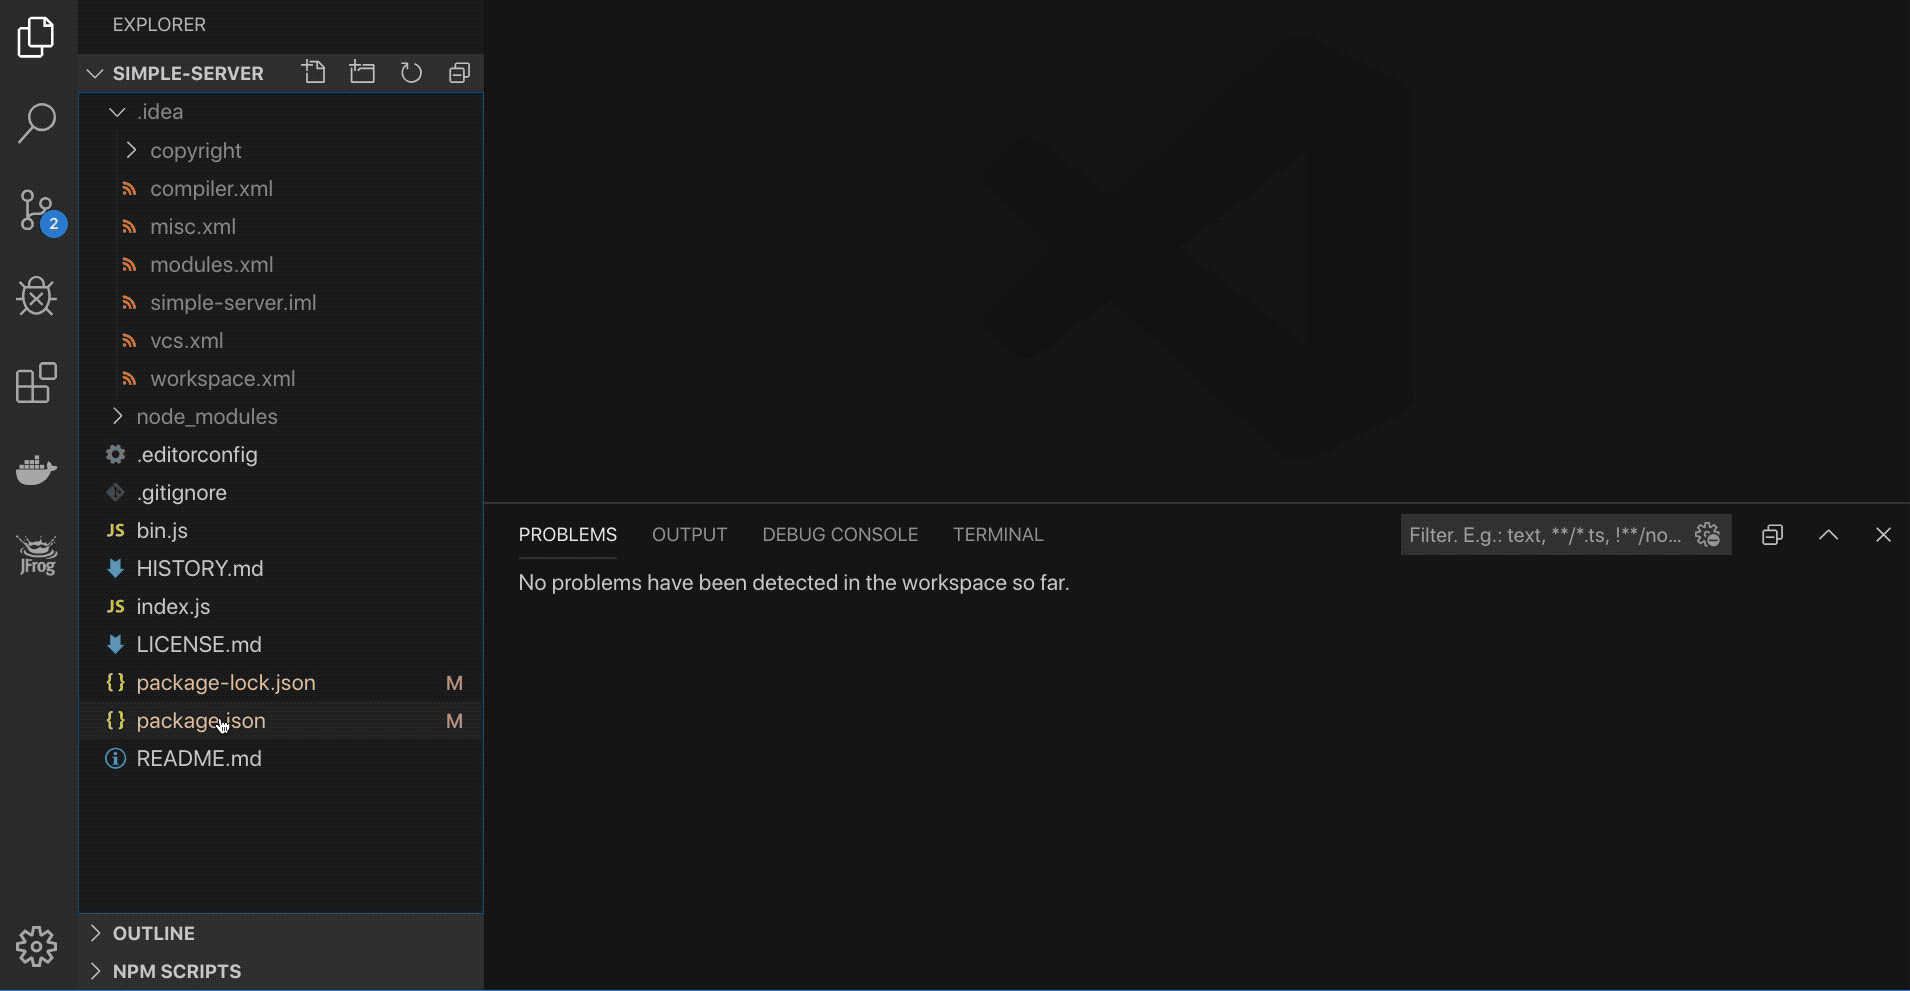 EXPLORER
SIMPLE-SERVER
.idea
copyright
compiler.xml
misc.xml
modules.xml
simple-server.iml
vcs.xml
workspace.xml
node_modules
.editorconfig
.gitignore
JS bin.js
HISTORY.md
JS index.js
LICENSE.md
{} package-lock.json M
{} package.json M
README.md
OUTLINE
NPM SCRIPTS
2
JFrog
PROBLEMS OUTPUT DEBUG CONSOLE TERMINAL
Filter. E.g.: text, **/*.ts, !**/no...
No problems have been detected in the workspace so far.